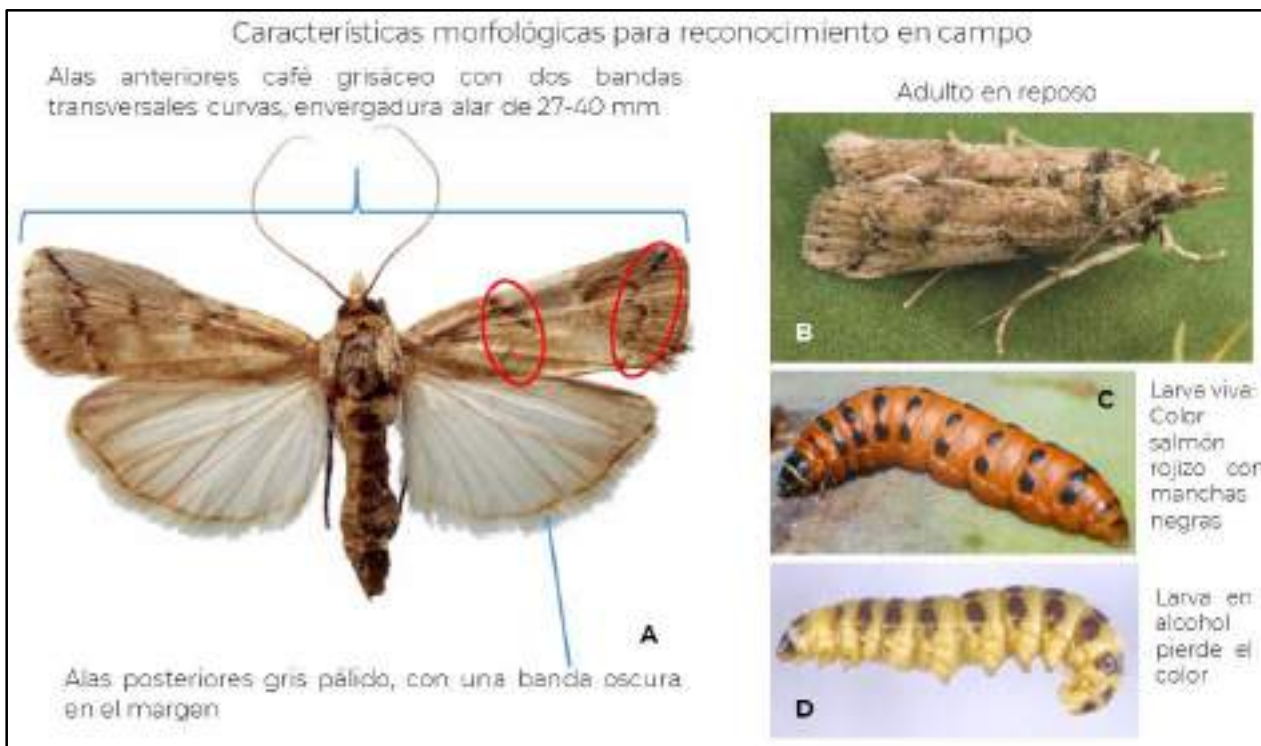 Características morfológicas para reconocimiento en campo
Alas anteriores café grisáceo con dos bandas
transversales curvas, envergadura alar de 27-40 mm
Adulto en reposo
B
C
Larva viva:
Color
salmón
rojizo con
manchas
negras
A
Alas posteriores gris pálido, con una banda oscura
en el margen
D
Larva en
alcohol
pierde el
color